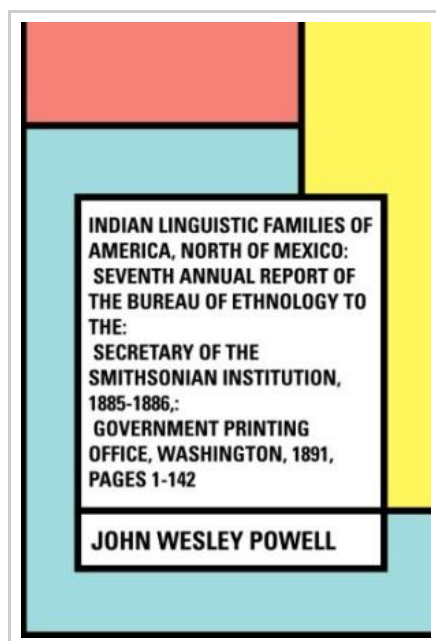 INDIAN LINGUISTIC FAMILIES OF
AMERICA, NORTH OF MEXICO:
SEVENTH ANNUAL REPORT OF
THE BUREAU OF ETHNOLOGY TO
THE:
SECRETARY OF THE
SMITHSONIAN INSTITUTION,
1885-1886,:
GOVERNMENT PRINTING
OFFICE, WASHINGTON, 1891,
PAGES 1-142
JOHN WESLEY POWELL